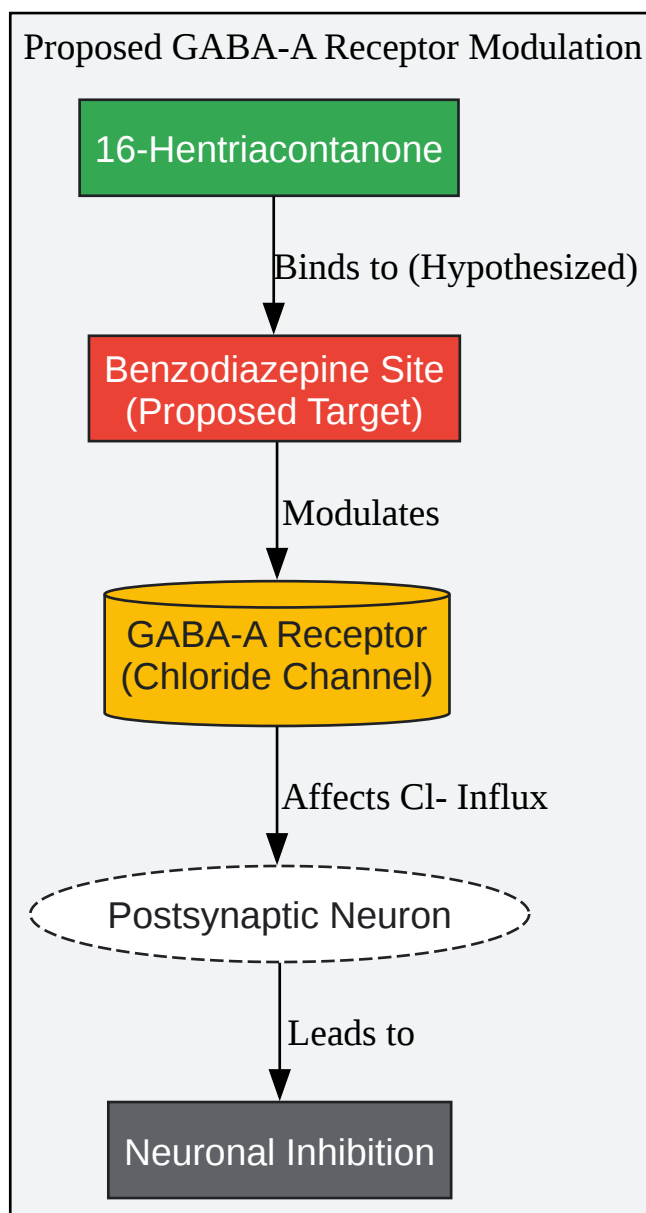 Proposed GABA-A Receptor Modulation
16-Hentriacontanone
Binds to (Hypothesized)
Benzodiazepine Site
(Proposed Target)
Modulates
GABA-A Receptor
(Chloride Channel)
Affects Cl- Influx
Postsynaptic Neuron
Leads to
Neuronal Inhibition